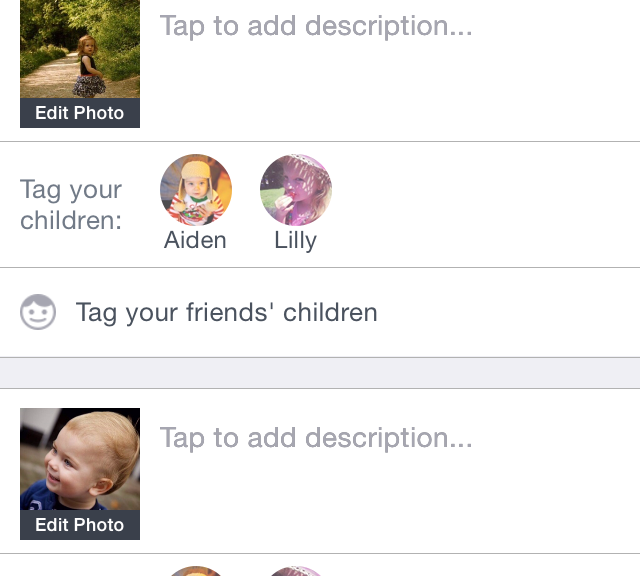 Tap to add description...
Edit Photo
Tag your
children:
Aiden
Lilly
Tag your friends' children
Tap to add description...
Edit Photo